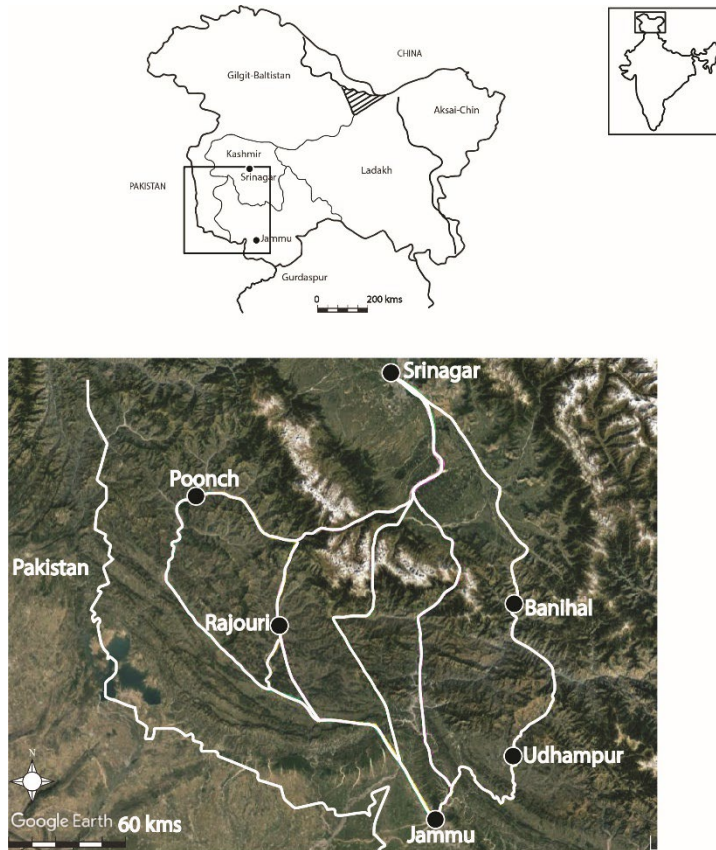 CHINA
Gilgit-Baltistan
Aksai-Chin
Kashmir
Srinagar
Ladakh
PAKISTAN
Jammu
Gurdaspur
0 200 kms
Srinagar
Poonch
Pakistan
Rajouri
Banihal
Udhampur
N
Google Earth
60 kms
Jammu